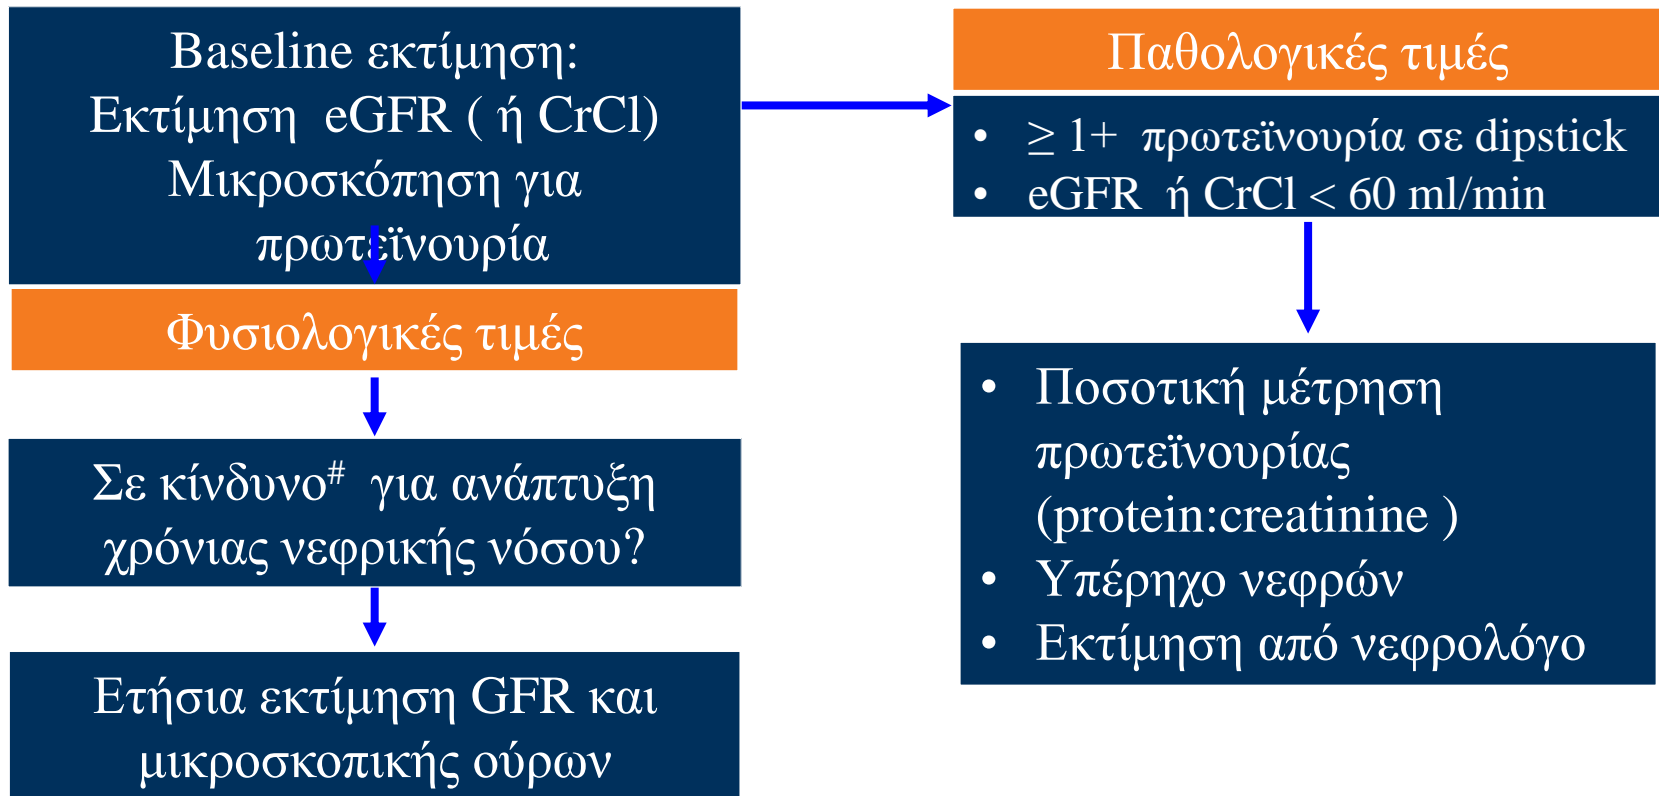 Baseline εκτίμηση:
Εκτίμηση eGFR ( ή CrCl)
Μικροσκόπηση για
πρωτεϊνουρία
Φυσιολογικές τιμές
Σε κίνδυνο# για ανάπτυξη
χρόνιας νεφρικής νόσου?
Ετήσια εκτίμηση GFR και
μικροσκοπικής ούρων
Παθολογικές τιμές
• ≥ 1+ πρωτεϊνουρία σε dipstick
• eGFR ή CrCl < 60 ml/min
• Ποσοτική μέτρηση
πρωτεϊνουρίας
(protein:creatinine )
• Υπέρηχο νεφρών
• Εκτίμηση από νεφρολόγο